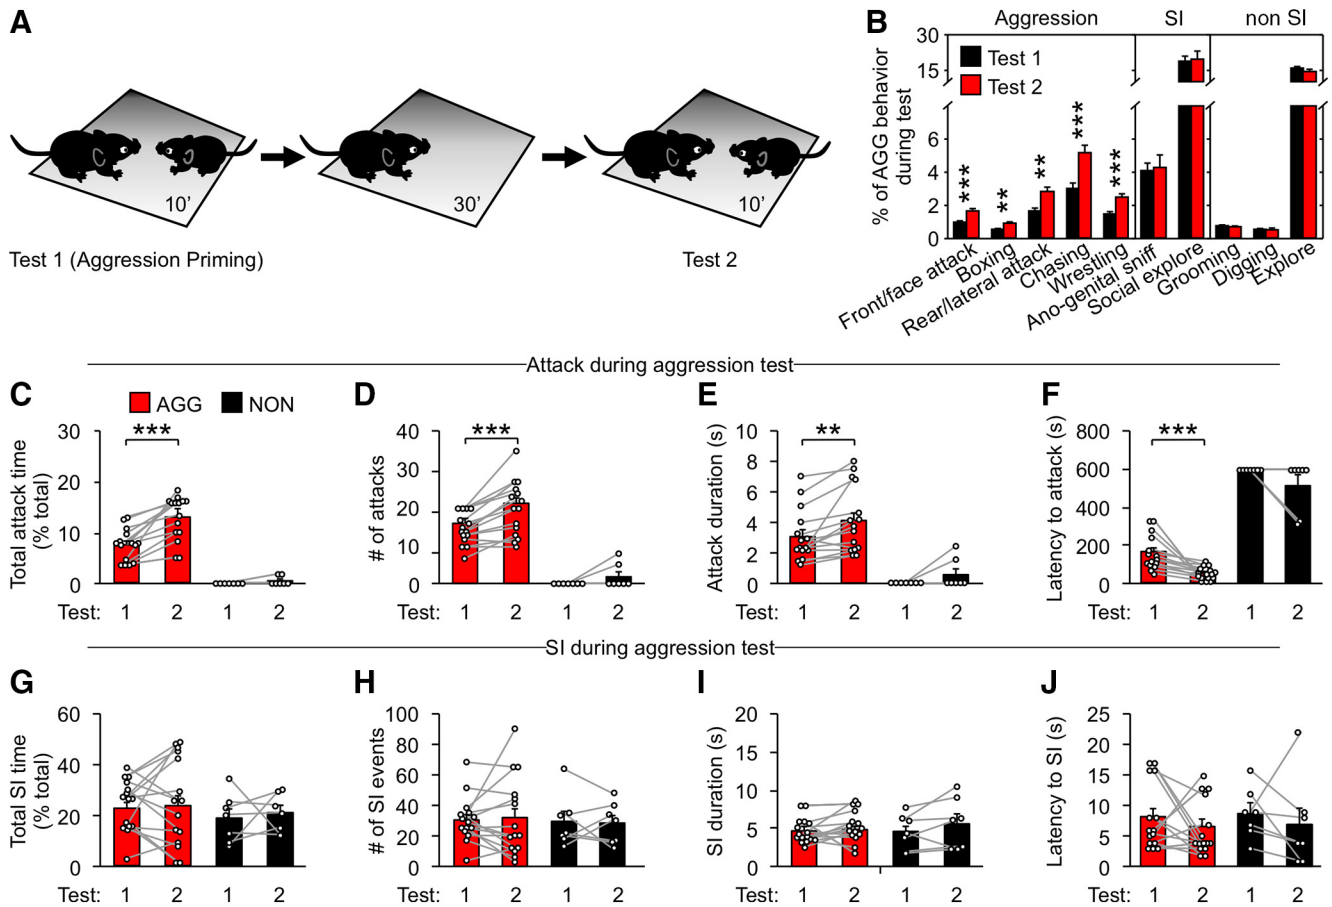 A
10’
30’
10’
Test 1 (Aggression Priming)
Test 2
B
Aggression
SI
non SI
% of AGG behavior
during test
30
15
6
4
2
0
Test 1
Test 2
***
**
**
***
***
Front/face attack
Boxing
Rear/lateral attack
Chasing
Wrestling
Ano-genital sniff
Social explore
Grooming
Digging
Explore
Attack during aggression test
C
AGG
NON
Total attack time
(% total)
30
20
10
0
***
Test: 1 2 1 2
D
# of attacks
40
30
20
10
0
***
Test: 1 2 1 2
E
Attack duration (s)
10
8
6
4
2
0
**
Test: 1 2 1 2
F
Latency to attack (s)
800
600
400
200
0
***
Test: 1 2 1 2
SI during aggression test
G
Total SI time
(% total)
60
40
20
0
Test: 1 2 1 2
H
# of SI events
100
80
60
40
20
0
Test: 1 2 1 2
I
SI duration (s)
20
15
10
5
0
Test: 1 2 1 2
J
Latency to SI (s)
25
20
15
10
5
0
Test: 1 2 1 2